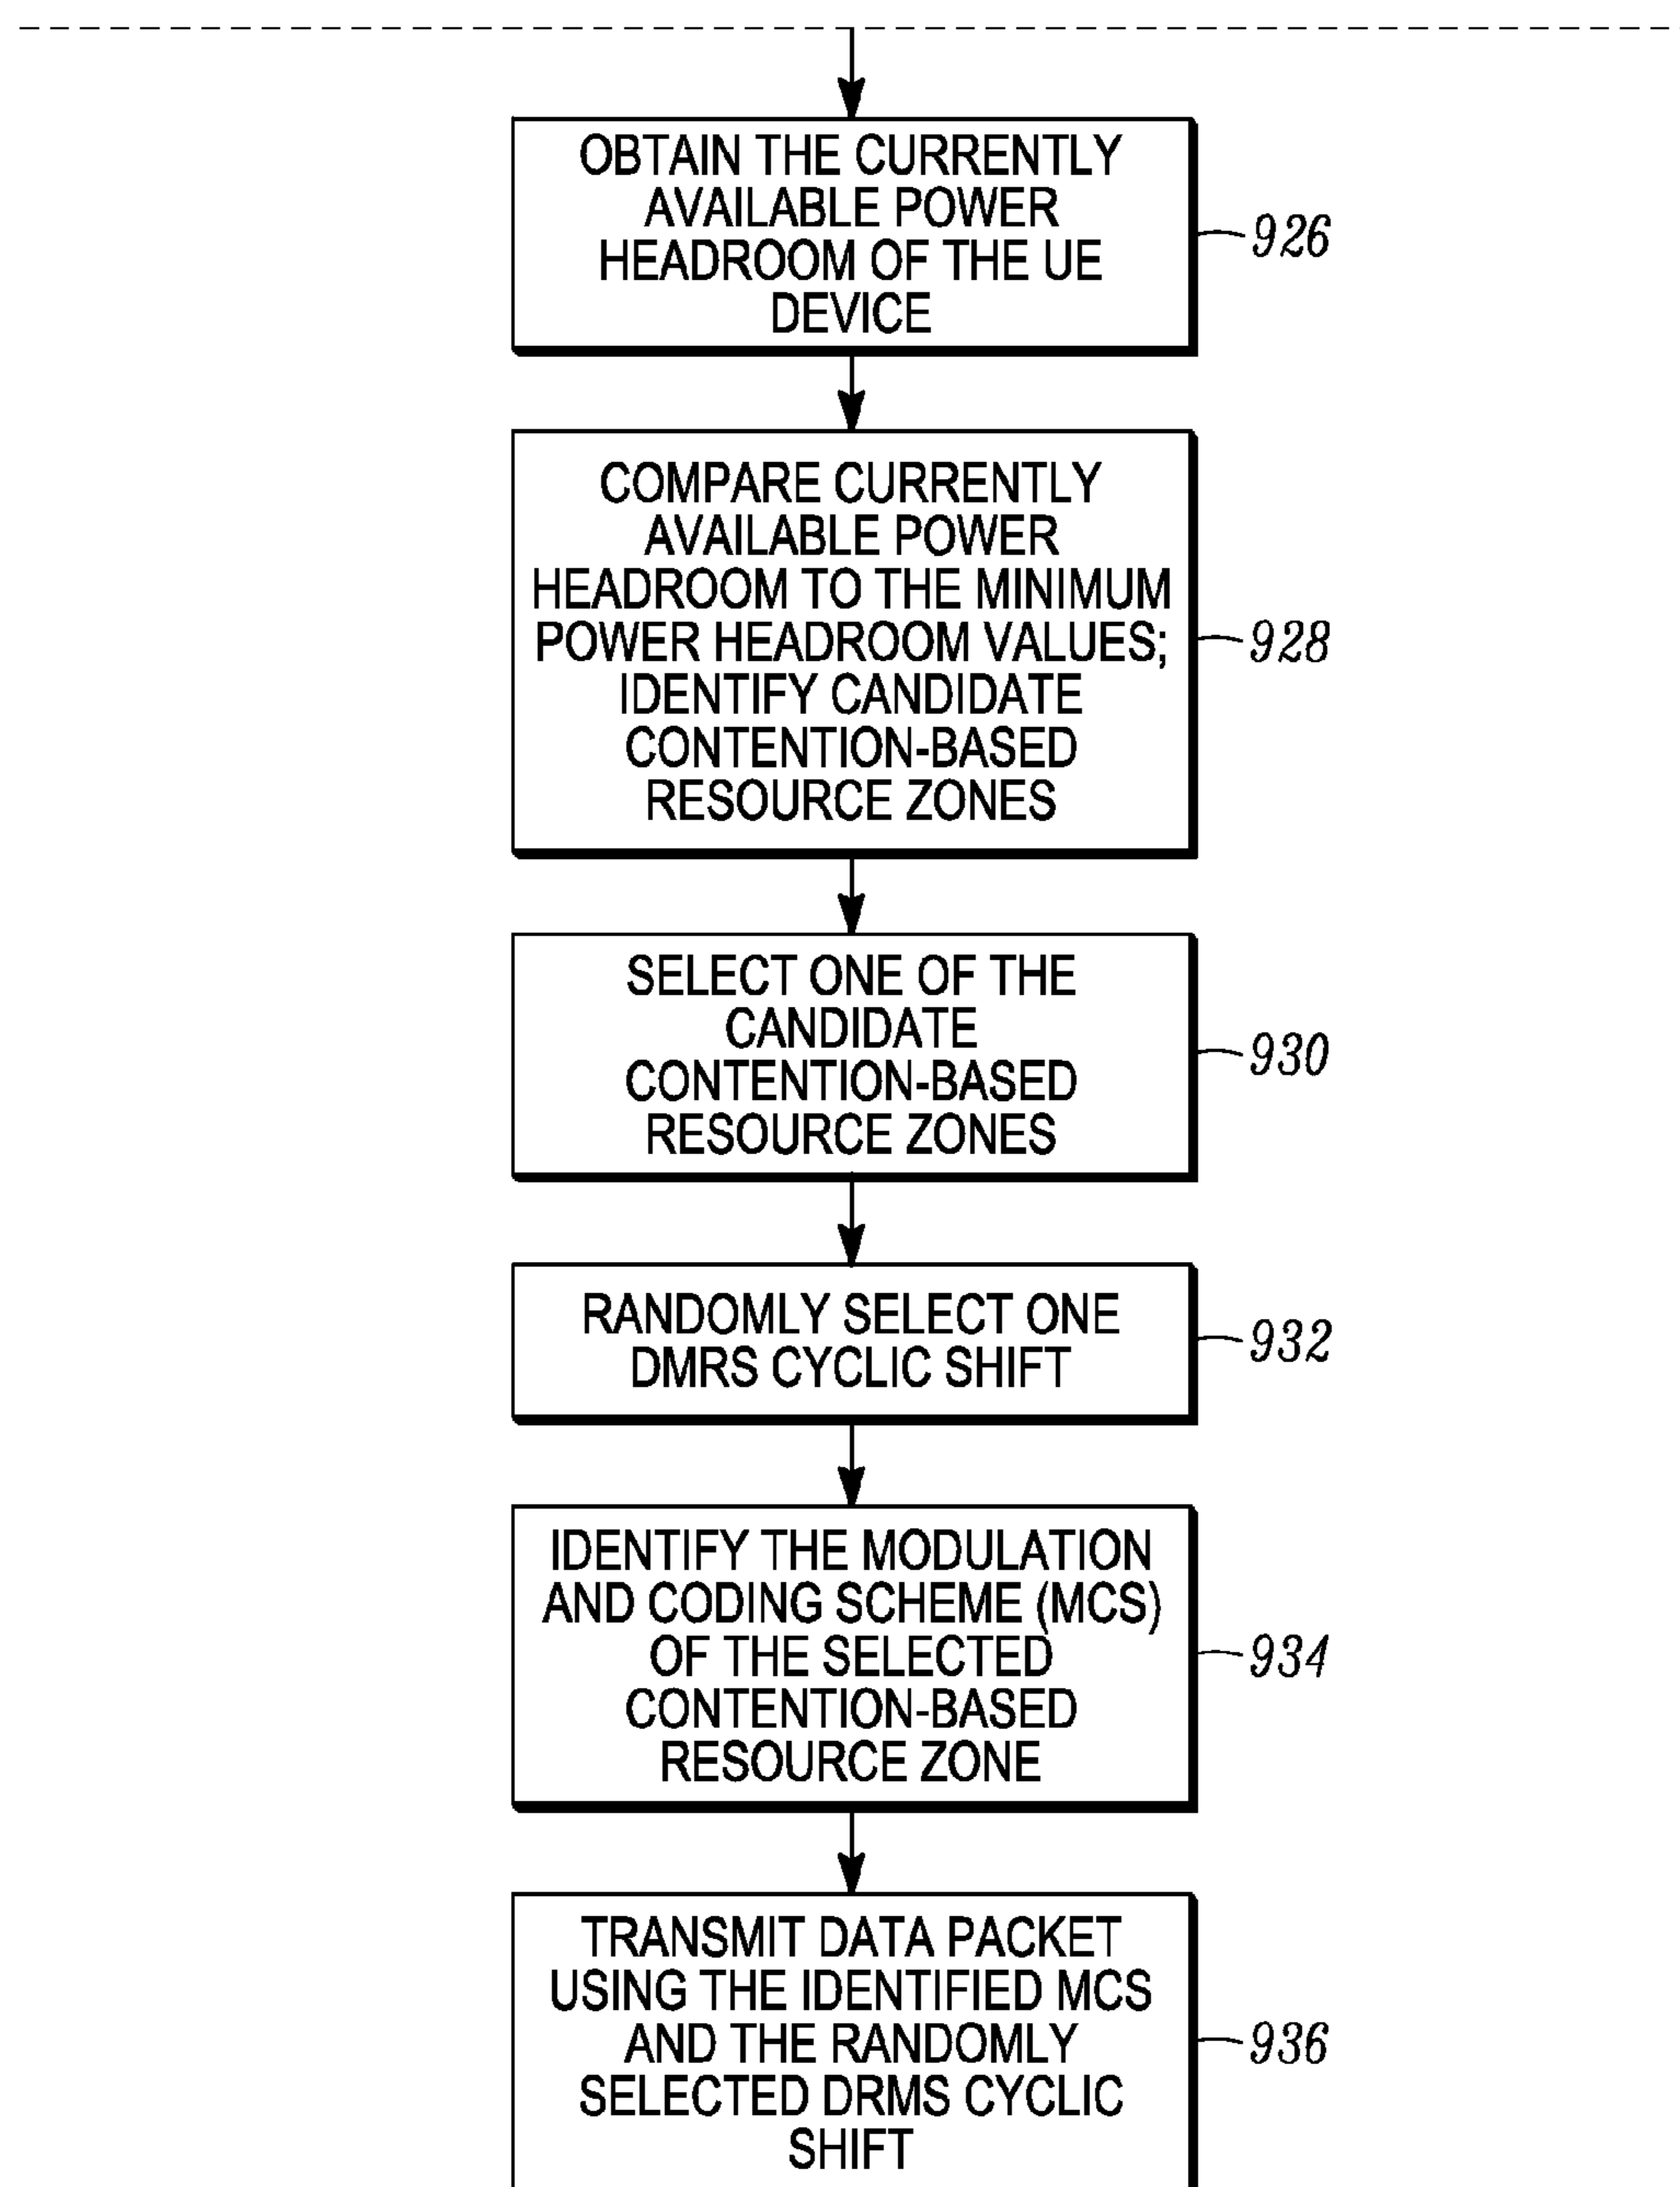 OBTAIN THE CURRENTLY
AVAILABLE POWER
HEADROOM OF THE UE
DEVICE
926
COMPARE CURRENTLY
AVAILABLE POWER
HEADROOM TO THE MINIMUM
POWER HEADROOM VALUES;
IDENTIFY CANDIDATE
CONTENTION-BASED
RESOURCE ZONES
928
SELECT ONE OF THE
CANDIDATE
CONTENTION-BASED
RESOURCE ZONES
930
RANDOMLY SELECT ONE
DMRS CYCLIC SHIFT
932
IDENTIFY THE MODULATION
AND CODING SCHEME (MCS)
OF THE SELECTED
CONTENTION-BASED
RESOURCE ZONE
934
TRANSMIT DATA PACKET
USING THE IDENTIFIED MCS
AND THE RANDOMLY
SELECTED DRMS CYCLIC
SHIFT
936